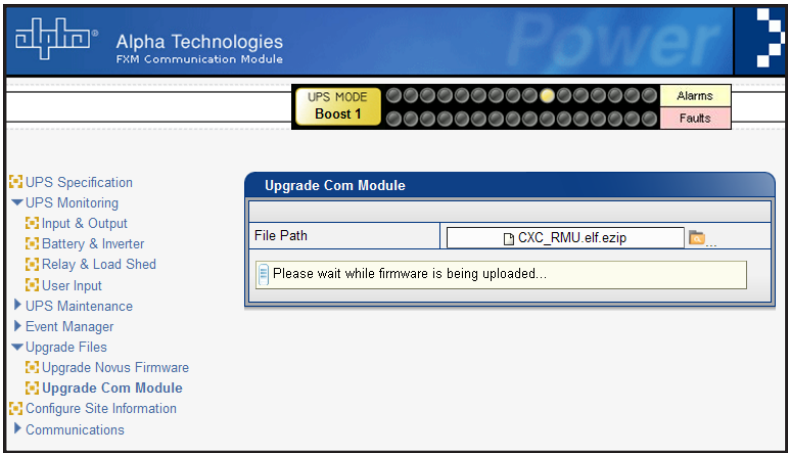 alpha®
Alpha Technologies
FXM Communication Module
Power
UPS MODE
Boost 1
Alarms
Faults
UPS Specification
UPS Monitoring
Input & Output
Battery & Inverter
Relay & Load Shed
User Input
UPS Maintenance
Event Manager
Upgrade Files
Upgrade Novus Firmware
Upgrade Com Module
Configure Site Information
Communications
Upgrade Com Module
File Path
CXC_RMU.elf.ezip
...
Please wait while firmware is being uploaded...